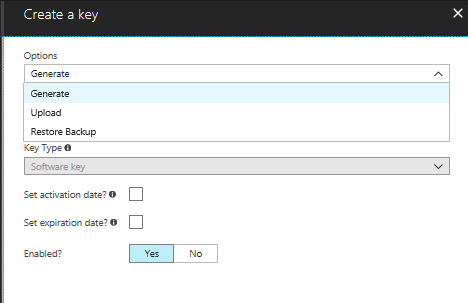 Create a key
Options
Generate
Generate
Upload
Restore Backup
Key Type
Software key
Set activation date?
Set expiration date?
Enabled? Yes No